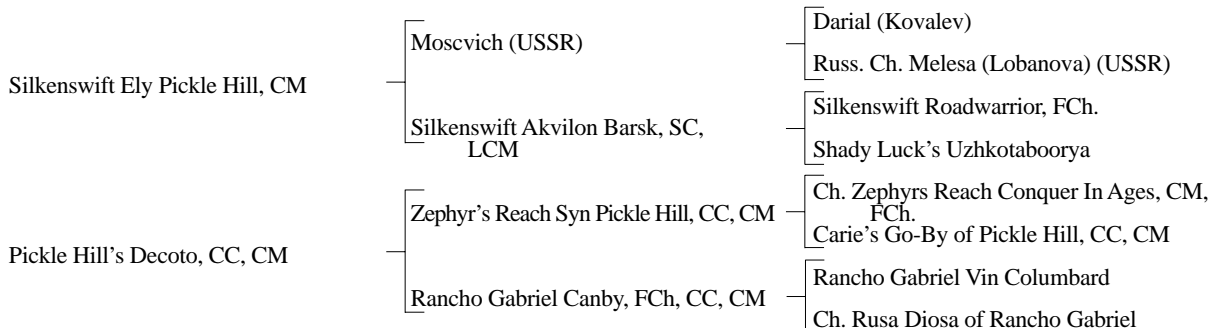 Silkenswift Ely Pickle Hill, CM
Moscvich (USSR)
Darial (Kovalev)
Russ. Ch. Melesa (Lobanova) (USSR)
Silkenswift Akvilon Barsk, SC,
LCM
Silkenswift Roadwarrior, FCh.
Shady Luck's Uzhkotaboorya
Pickle Hill's Decoto, CC, CM
Zephyr's Reach Syn Pickle Hill, CC, CM
Ch. Zephyrs Reach Conquer In Ages, CM,
FCh.
Carie's Go-By of Pickle Hill, CC, CM
Rancho Gabriel Canby, FCh, CC, CM
Rancho Gabriel Vin Columbard
Ch. Rusa Diosa of Rancho Gabriel